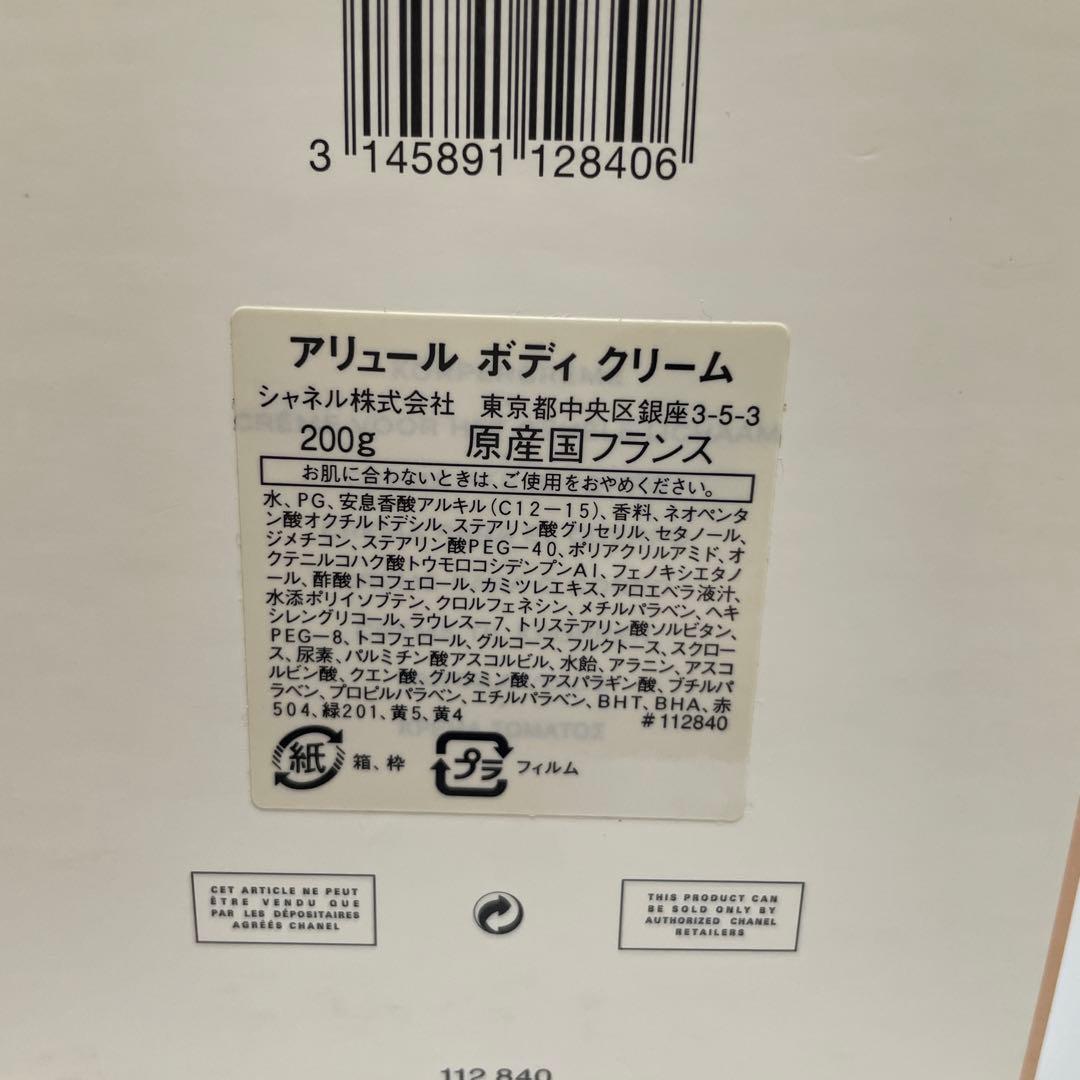 3 145891 128406
アリュール ボディ クリーム
シャネル株式会社 東京都中央区銀座3-5-3
200g 原産国フランス
お肌に合わないときは、ご使用をおやめください。
水、PG、安息香酸アルキル(C12-15)、香料、ネオペンタ
ン酸オクチルドデシル、ステアリン酸グリセリル、セタノール、
ジメチコン、ステアリン酸PEG-40、ポリアクリルアミド、オ
クテニルコハク酸トウモロコシデンプンAl、フェノキシエタノ
ール、酢酸トコフェロール、カミツレエキス、アロエベラ液汁、
水添ポリイソブテン、クロルフェネシン、メチルパラベン、ヘキ
シレングリコール、ラウレス-7、トリステアリン酸ソルビタン、
PEG-8、トコフェロール、グルコース、フルクトース、スクロー
ス、尿素、パルミチン酸アスコルビル、水飴、アラニン、アスコ
ルビン酸、クエン酸、グルタミン酸、アスパラギン酸、ブチルパ
ラベン、プロピルパラベン、エチルパラベン、BHT、BHA、赤
504、緑201、黄5、黄4 #112840
紙 箱、枠 プラ フィルム
CET ARTICLE NE PEUT
ÊTRE VENDU QUE
PAR LES DÉPOSITAIRES
AGRÉÉS CHANEL
THIS PRODUCT CAN
BE SOLD ONLY BY
AUTHORIZED CHANEL
RETAILERS
112 840